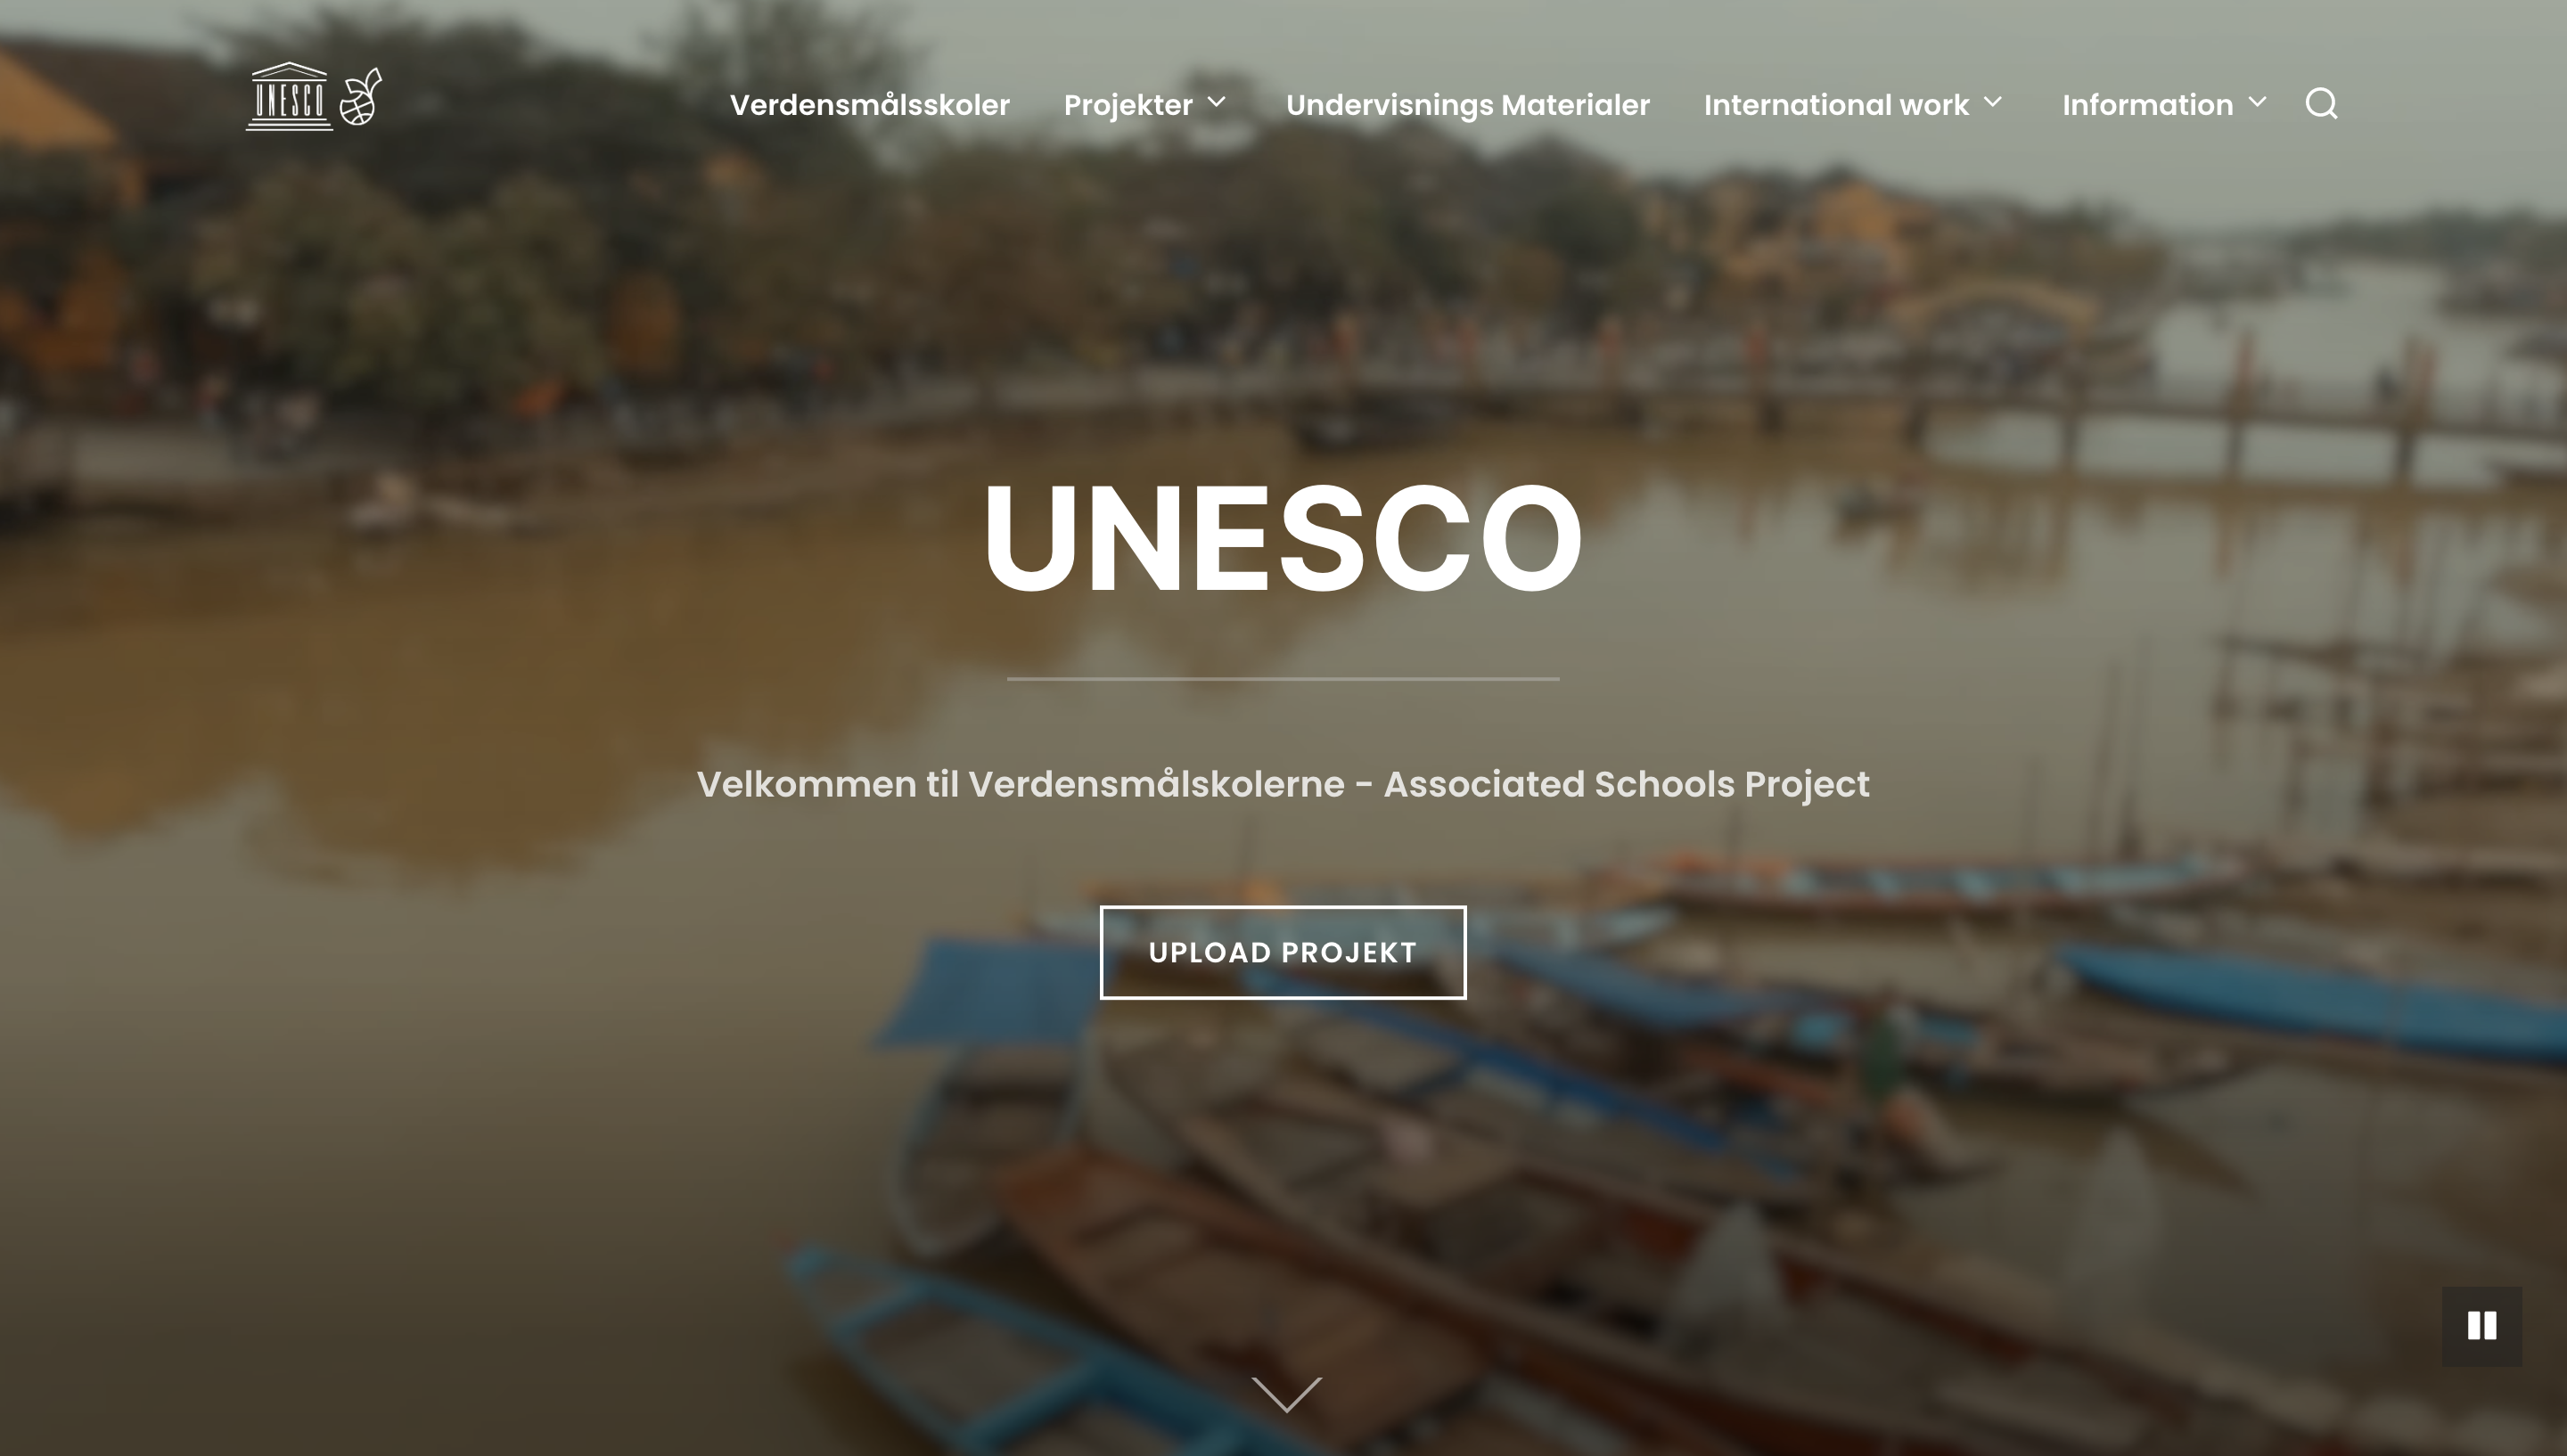 UNESCO
Verdensmålsskoler Projekter Undervisnings Materialer International work Information
UNESCO
Velkommen til Verdensmålskolerne - Associated Schools Project
UPLOAD PROJEKT